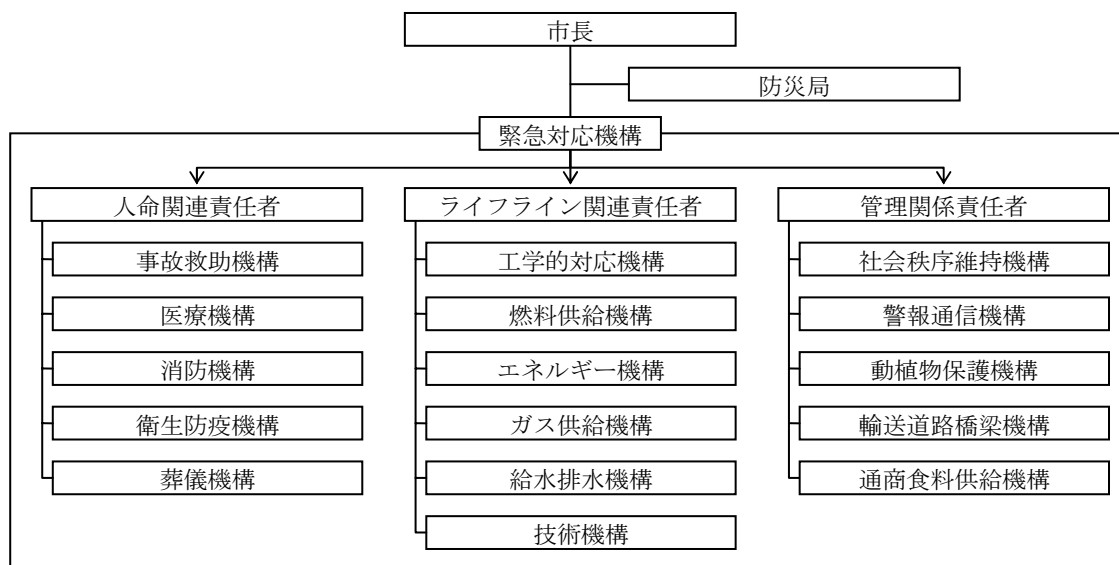 市長
防災局
緊急対応機構
人命関連責任者
事故救助機構
医療機構
消防機構
衛生防疫機構
葬儀機構
ライフライン関連責任者
工学的対応機構
燃料供給機構
エネルギー機構
ガス供給機構
給水排水機構
技術機構
管理関係責任者
社会秩序維持機構
警報通信機構
動植物保護機構
輸送道路橋梁機構
通商食料供給機構